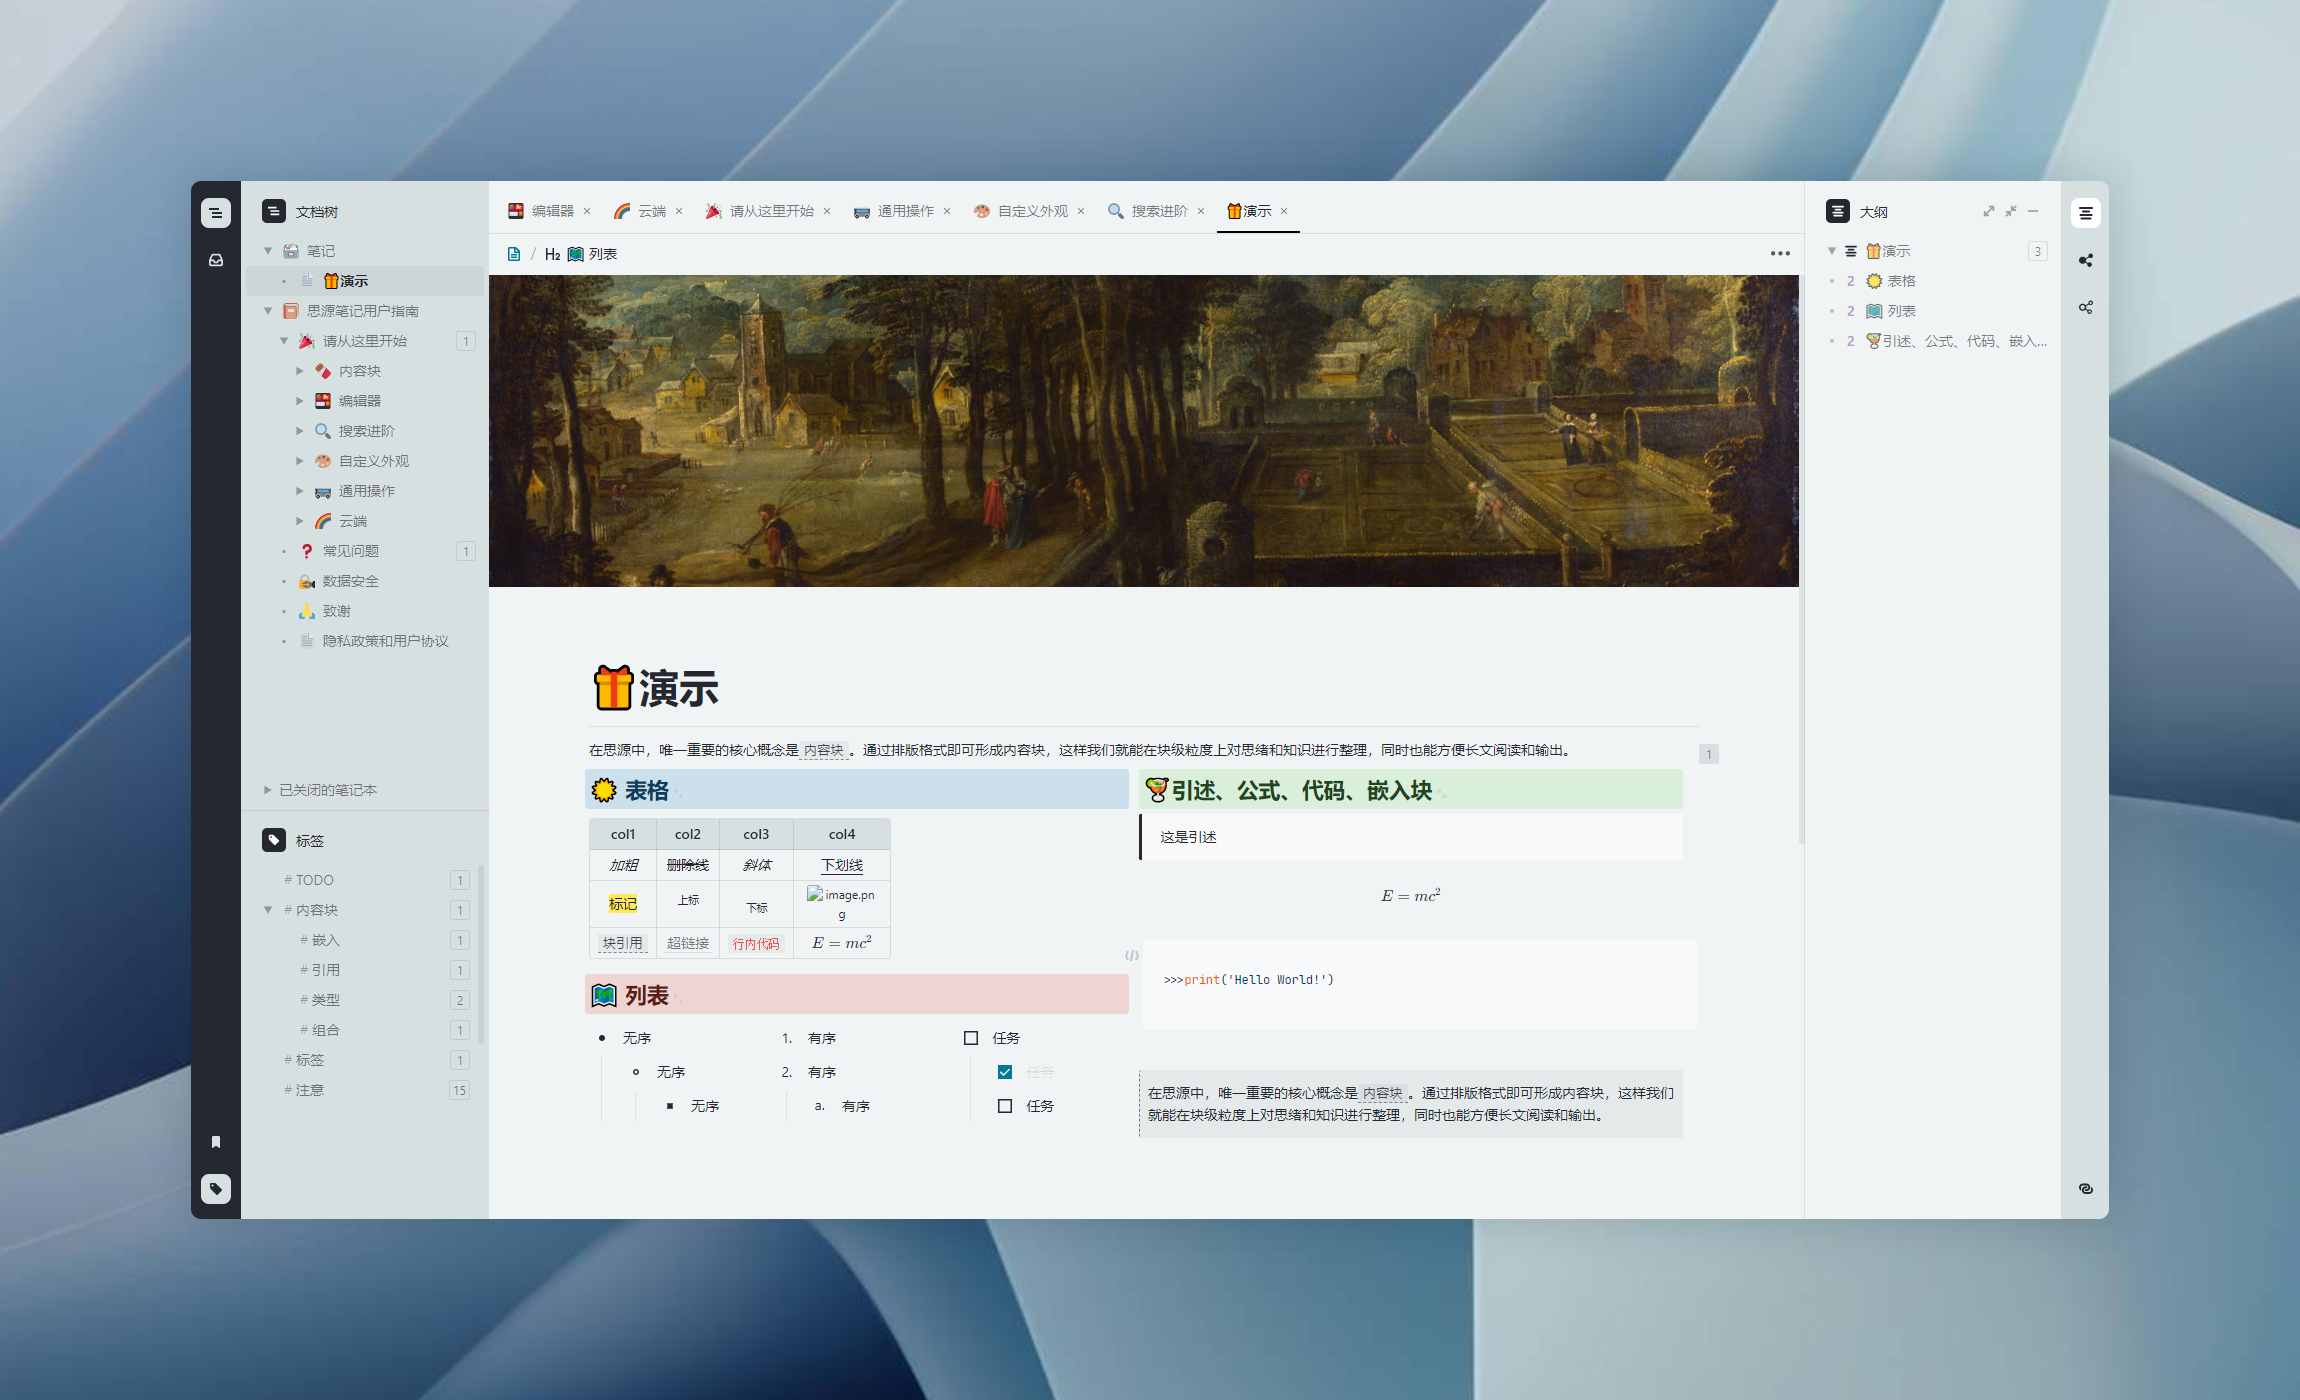 文档树
笔记
演示
思源笔记用户指南
请从这里开始 1
内容块
编辑器
搜索进阶
自定义外观
通用操作
云端
常见问题 1
数据安全
致谢
隐私政策和用户协议
已关闭的笔记本
标签
# TODO 1
# 内容块 1
# 嵌入 1
# 引用 1
# 类型 2
# 组合 1
# 标签 1
# 注意 15
编辑器 × 云端 × 请从这里开始 × 通用操作 × 自定义外观 × 搜索进阶 × 演示 ×
/ H2 列表
演示
在思源中，唯一重要的核心概念是 内容块 。通过排版格式即可形成内容块，这样我们就能在块级粒度上对思绪和知识进行整理，同时也能方便长文阅读和输出。
1
表格
col1 col2 col3 col4
加粗 删除线 斜体 下划线
标记 上标 下标 image.png
块引用 超链接 行内代码 E = mc²
列表
• 无序
无序
无序
1. 有序
2. 有序
a. 有序
任务
任务
任务
引述、公式、代码、嵌入块
这是引述
E = mc²
</>
>>>print('Hello World!')
在思源中，唯一重要的核心概念是 内容块 。通过排版格式即可形成内容块，这样我们
就能在块级粒度上对思绪和知识进行整理，同时也能方便长文阅读和输出。
大纲
演示 3
2 表格
2 列表
2 引述、公式、代码、嵌入...